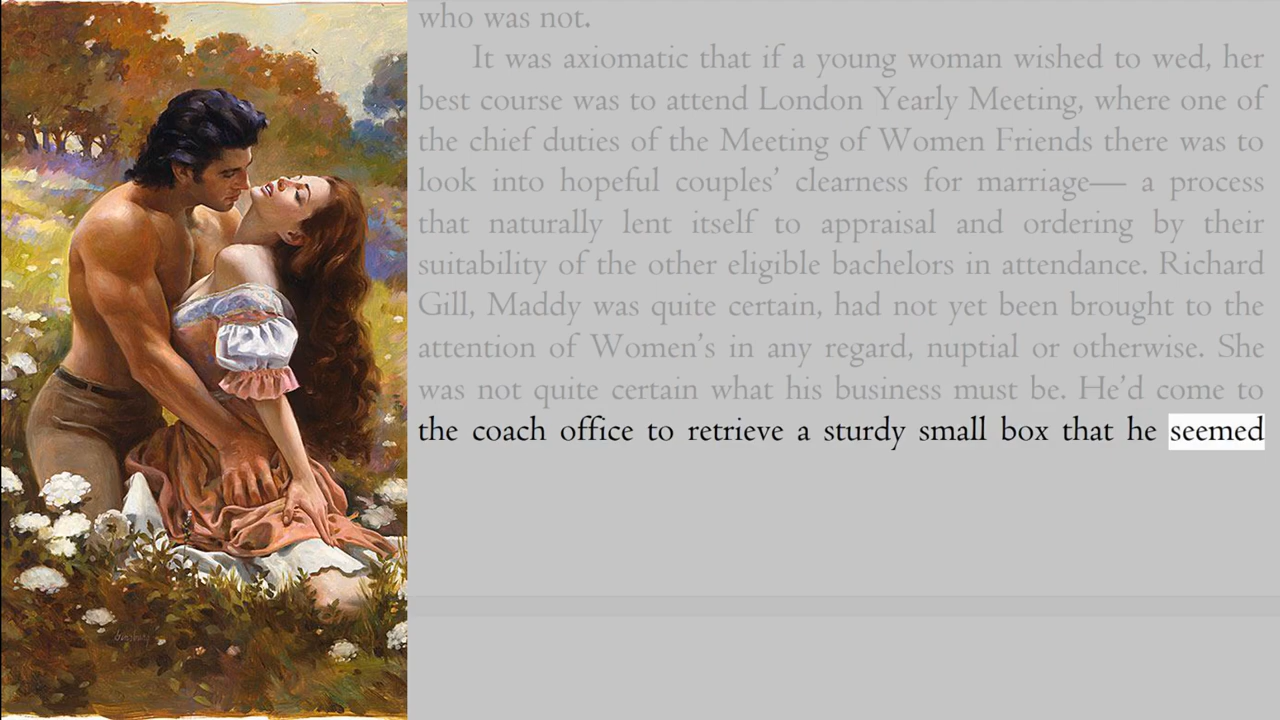 who was not.
It was axiomatic that if a young woman wished to wed, her
best course was to attend London Yearly Meeting, where one of
the chief duties of the Meeting of Women Friends there was to
look into hopeful couples’ clearness for marriage— a process
that naturally lent itself to appraisal and ordering by their
suitability of the other eligible bachelors in attendance. Richard
Gill, Maddy was quite certain, had not yet been brought to the
attention of Women’s in any regard, nuptial or otherwise. She
was not quite certain what his business must be. He’d come to
the coach office to retrieve a sturdy small box that he seemed